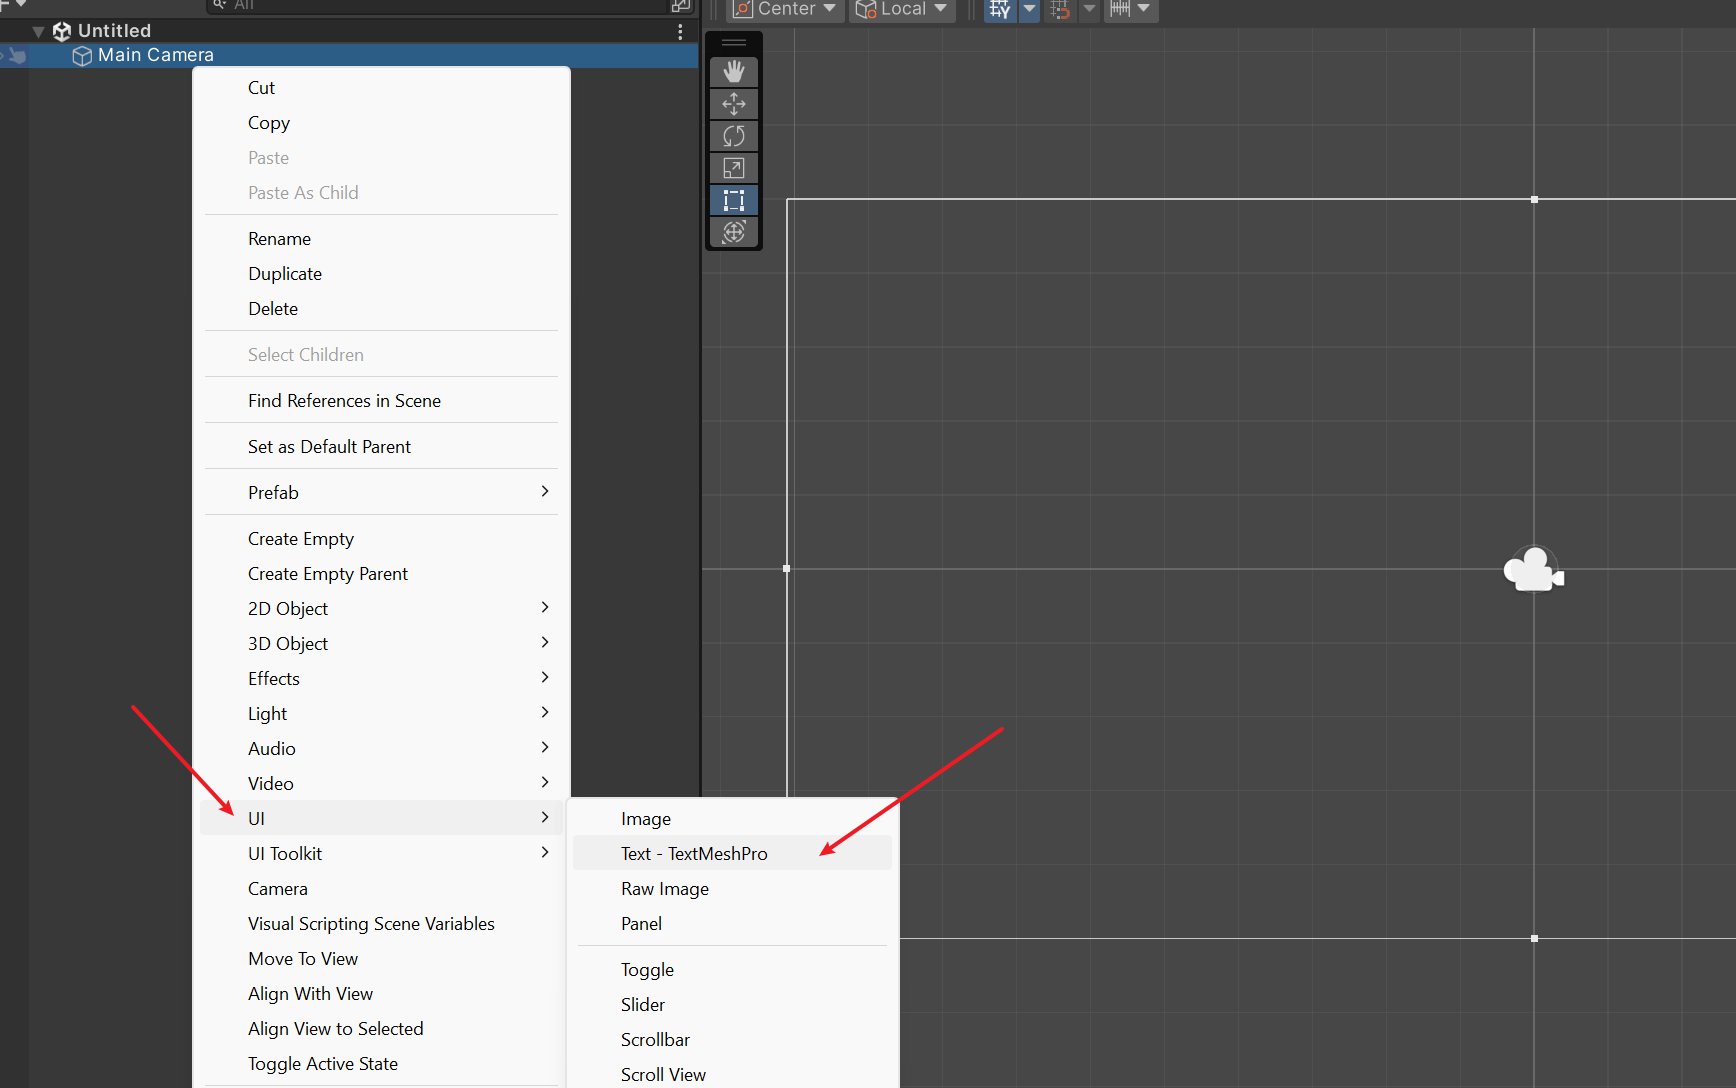 All
Center
Local
Untitled
Main Camera
Cut
Copy
Paste
Paste As Child
Rename
Duplicate
Delete
Select Children
Find References in Scene
Set as Default Parent
Prefab
Create Empty
Create Empty Parent
2D Object
3D Object
Effects
Light
Audio
Video
UI
UI Toolkit
Camera
Visual Scripting Scene Variables
Move To View
Align With View
Align View to Selected
Toggle Active State
Image
Text - TextMeshPro
Raw Image
Panel
Toggle
Slider
Scrollbar
Scroll View